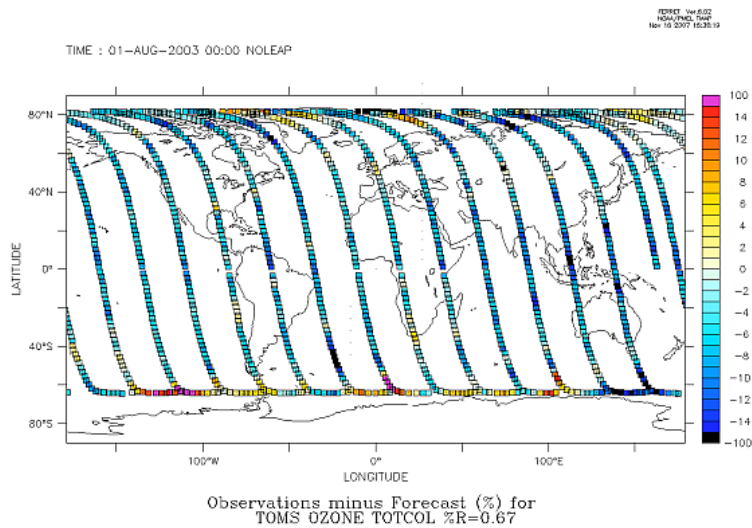 FERRET Ver.6.02
NOAA/PMEL TMAP
Nov 16 2007 16:38:19
TIME : 01-AUG-2003 00:00 NOLEAP
100
14
12
10
8
6
4
2
0
-2
-4
-6
-8
-10
-12
-14
-100
80°N
40°N
0°
40°S
80°S
LATITUDE
100°W 0° 100°E
LONGITUDE
Observations minus Forecast (%) for
TOMS OZONE TOTCOL %R=0.67